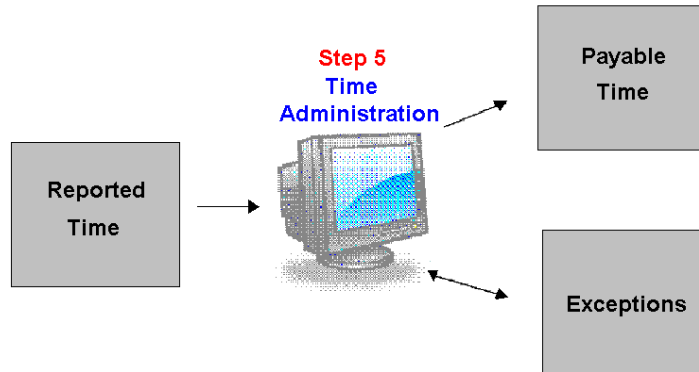 Reported
Time
Step 5
Time
Administration
Payable
Time
Exceptions